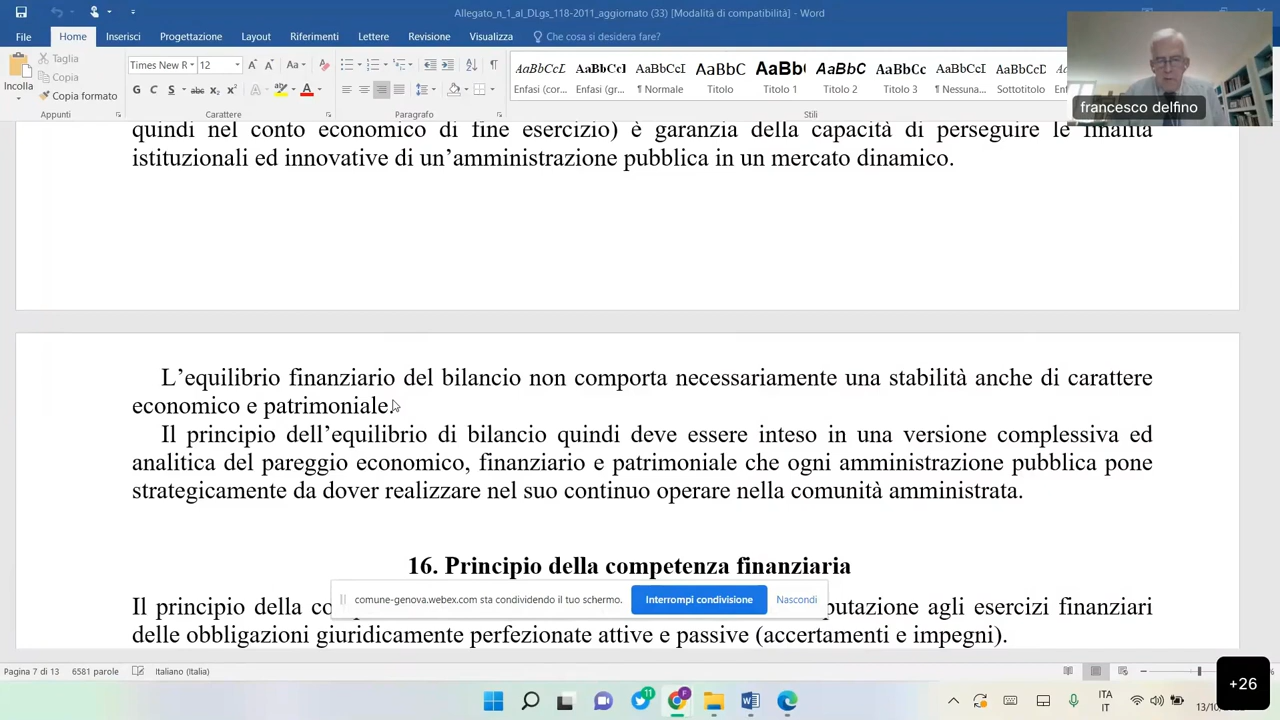 Allegato_n_1_al_DLgs_118-2011_aggiornato (33) [Modalità di compatibilità] - Word
File Home Inserisci Progettazione Layout Riferimenti Lettere Revisione Visualizza Che cosa si desidera fare?
Taglia
Copia
Copia formato
Incolla
Times New R 12
G C S abc x₂ x²
AaBbCcI AaBbCcI AaBbCcI AaBbC AaBb AaBbC AaBbCc AaBbCcD AaBbCcI
Enfasi (cor... Enfasi (gr... ¶ Normale Titolo Titolo 1 Titolo 2 Titolo 3 Sottotitolo ¶ Nessuna...
Appunti Carattere Paragrafo Stili
francesco delfino
quindi nel conto economico di fine esercizio) è garanzia della capacità di perseguire le finalità
istituzionali ed innovative di un’amministrazione pubblica in un mercato dinamico.
L’equilibrio finanziario del bilancio non comporta necessariamente una stabilità anche di carattere
economico e patrimoniale.
Il principio dell’equilibrio di bilancio quindi deve essere inteso in una versione complessiva ed
analitica del pareggio economico, finanziario e patrimoniale che ogni amministrazione pubblica pone
strategicamente da dover realizzare nel suo continuo operare nella comunità amministrata.
16. Principio della competenza finanziaria
comune-genova.webex.com sta condividendo il tuo schermo. Interrompi condivisione Nascondi
Il principio della co putazione agli esercizi finanziari
delle obbligazioni giuridicamente perfezionate attive e passive (accertamenti e impegni).
Pagina 7 di 13 6581 parole Italiano (Italia)
+26
11
F
ITA
IT
13/10/